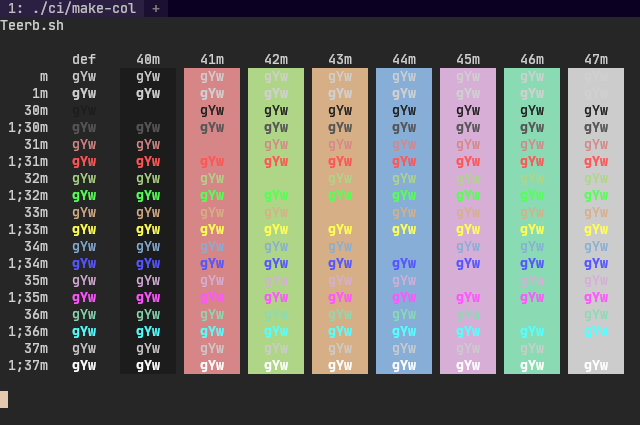 1: ./ci/make-col +
Teerb.sh
def 40m 41m 42m 43m 44m 45m 46m 47m
m gYw gYw gYw gYw gYw gYw gYw gYw gYw
1m gYw gYw gYw gYw gYw gYw gYw gYw gYw
30m gYw gYw gYw gYw gYw gYw gYw gYw
1;30m gYw gYw gYw gYw gYw gYw gYw gYw gYw
31m gYw gYw gYw gYw gYw gYw gYw gYw
1;31m gYw gYw gYw gYw gYw gYw gYw gYw gYw
32m gYw gYw gYw gYw gYw gYw gYw gYw
1;32m gYw gYw gYw gYw gYw gYw gYw gYw gYw
33m gYw gYw gYw gYw gYw gYw gYw gYw
1;33m gYw gYw gYw gYw gYw gYw gYw gYw gYw
34m gYw gYw gYw gYw gYw gYw gYw gYw
1;34m gYw gYw gYw gYw gYw gYw gYw gYw gYw
35m gYw gYw gYw gYw gYw gYw gYw gYw
1;35m gYw gYw gYw gYw gYw gYw gYw gYw gYw
36m gYw gYw gYw gYw gYw gYw gYw gYw
1;36m gYw gYw gYw gYw gYw gYw gYw gYw gYw
37m gYw gYw gYw gYw gYw gYw gYw gYw
1;37m gYw gYw gYw gYw gYw gYw gYw gYw gYw